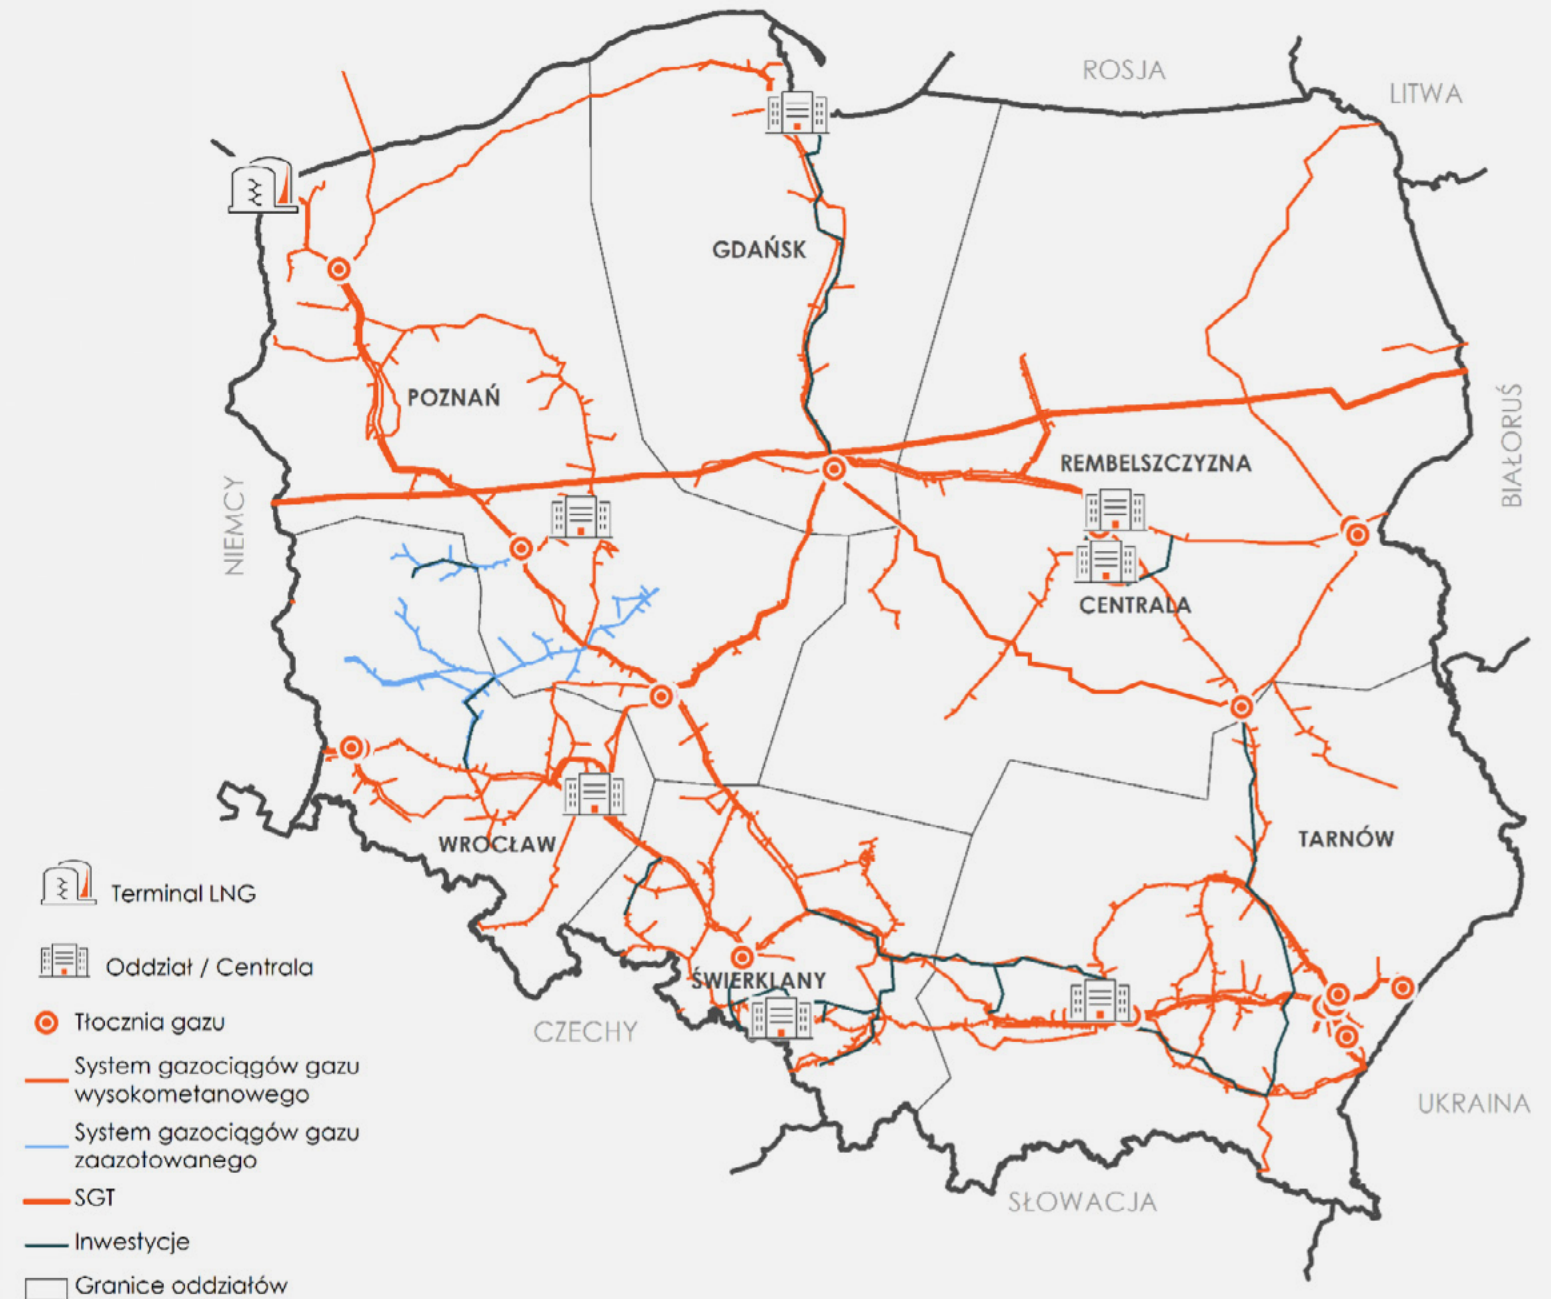 ROSJA
LITWA
GDAŃSK
POZNAŃ
BIAŁORUŚ
REMBELSZCZYZNA
NIEMCY
CENTRALA
WROCŁAW
TARNÓW
ŚWIERKLANY
CZECHY
UKRAINA
SŁOWACJA
Terminal LNG
Oddział / Centrala
Tłocznia gazu
System gazociągów gazu
wysokometanowego
System gazociągów gazu
zaazotowanego
SGT
Inwestycje
Granice oddziałów